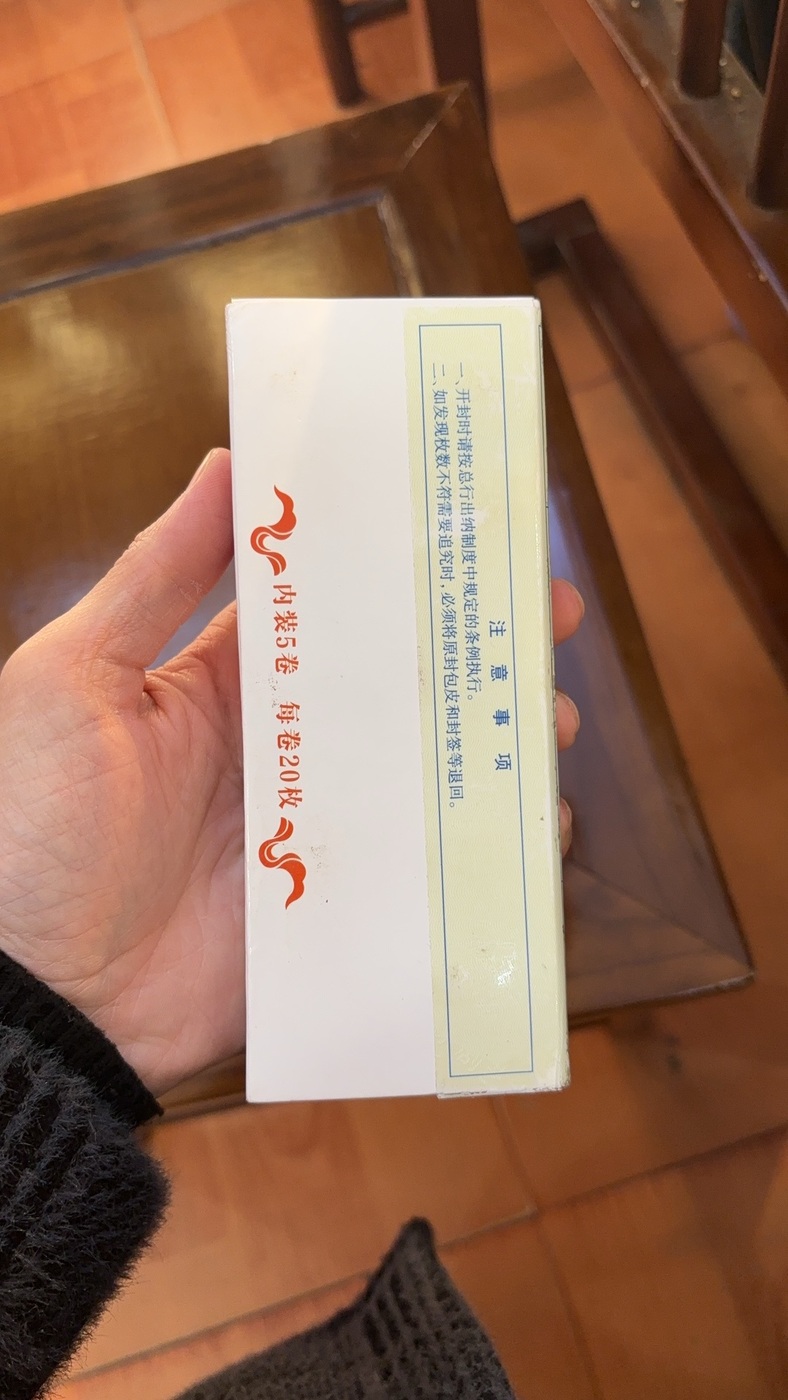 注意事项
一、开封时请按总行出纳制度中规定的条例执行。
二、如发现枚数不符需要追究时，必须将原封包皮和封签等退回。
内装5卷 每卷20枚